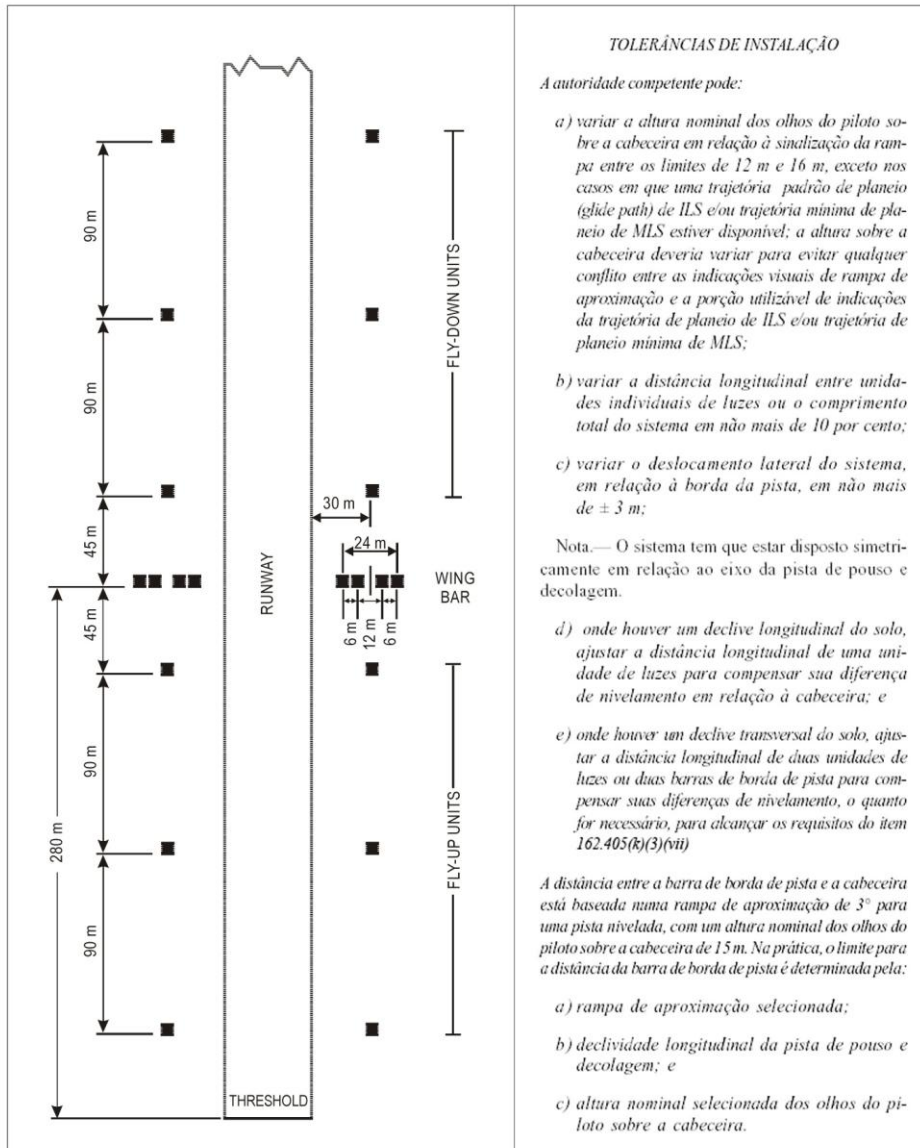 90 m
90 m
45 m
45 m
90 m
90 m
280 m
RUNWAY
THRESHOLD
30 m
24 m
6 m
12 m
6 m
FLY-DOWN UNITS
WING
BAR
FLY-UP UNITS
TOLERÂNCIAS DE INSTALAÇÃO
A autoridade competente pode:
a) variar a altura nominal dos olhos do piloto so-
bre a cabeceira em relação à sinalização da ram-
pa entre os limites de 12 m e 16 m, exceto nos
casos em que uma trajetória padrão de planeio
(glide path) de ILS e/ou trajetória mínima de pla-
neio de MLS estiver disponível; a altura sobre a
cabeceira deveria variar para evitar qualquer
conflito entre as indicações visuais de rampa de
aproximação e a porção utilizável de indicações
da trajetória de planeio de ILS e/ou trajetória de
planeio mínima de MLS;
b) variar a distância longitudinal entre unida-
des individuais de luzes ou o comprimento
total do sistema em não mais de 10 por cento;
c) variar o deslocamento lateral do sistema,
em relação à borda da pista, em não mais
de ± 3 m;
Nota.— O sistema tem que estar disposto simetri-
camente em relação ao eixo da pista de pouso e
decolagem.
d) onde houver um declive longitudinal do solo,
ajustar a distância longitudinal de uma uni-
dade de luzes para compensar sua diferença
de nivelamento em relação à cabeceira; e
e) onde houver um declive transversal do solo, ajus-
tar a distância longitudinal de duas unidades de
luzes ou duas barras de borda de pista para com-
pensar suas diferenças de nivelamento, o quanto
for necessário, para alcançar os requisitos do item
162.405(k)(3)(vii)
A distância entre a barra de borda de pista e a cabeceira
está baseada numa rampa de aproximação de 3° para
uma pista nivelada, com um altura nominal dos olhos do
piloto sobre a cabeceira de 15 m. Na prática, o limite para
a distância da barra de borda de pista é determinada pela:
a) rampa de aproximação selecionada;
b) declividade longitudinal da pista de pouso e
decolagem; e
c) altura nominal selecionada dos olhos do pi-
loto sobre a cabeceira.